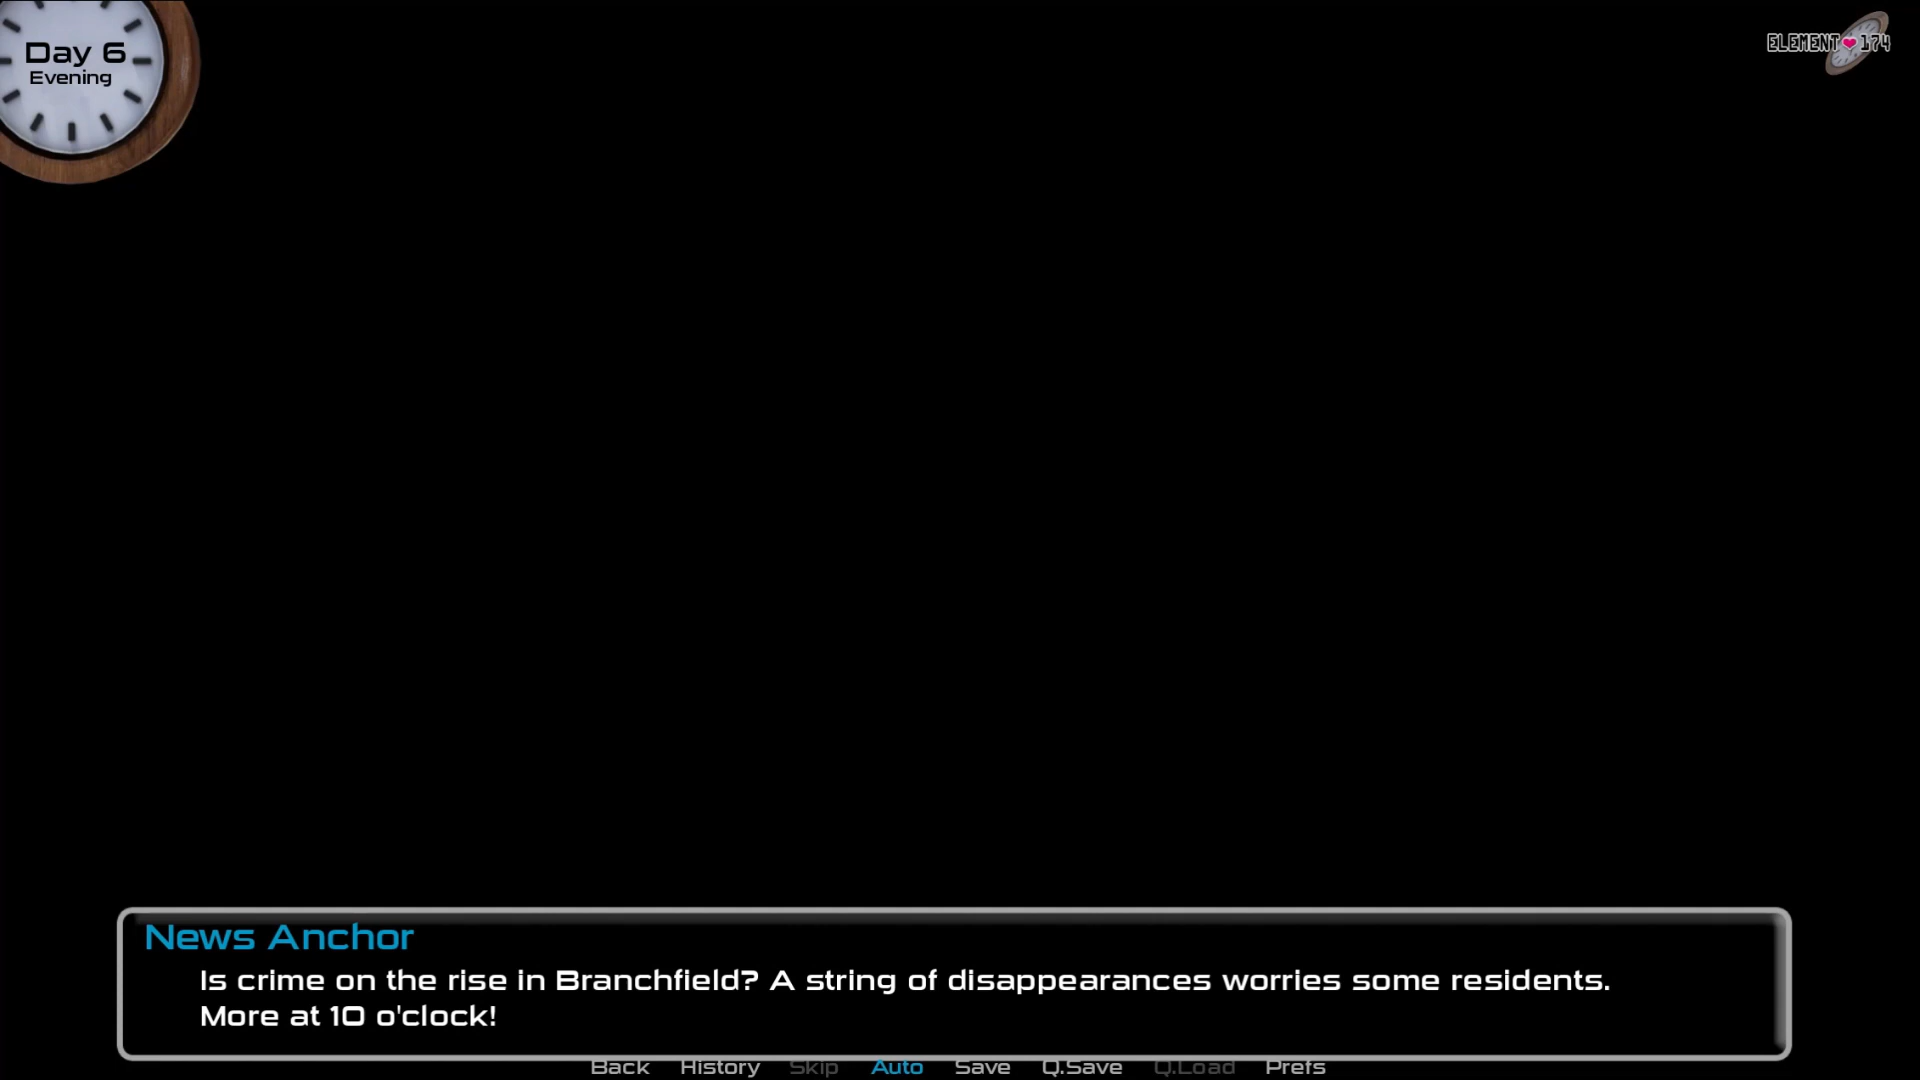 Day 6
Evening
ELEMENT 174
News Anchor
Is crime on the rise in Branchfield? A string of disappearances worries some residents.
More at 10 o'clock!
Back History Skip Auto Save Q.Save Q.Load Prefs